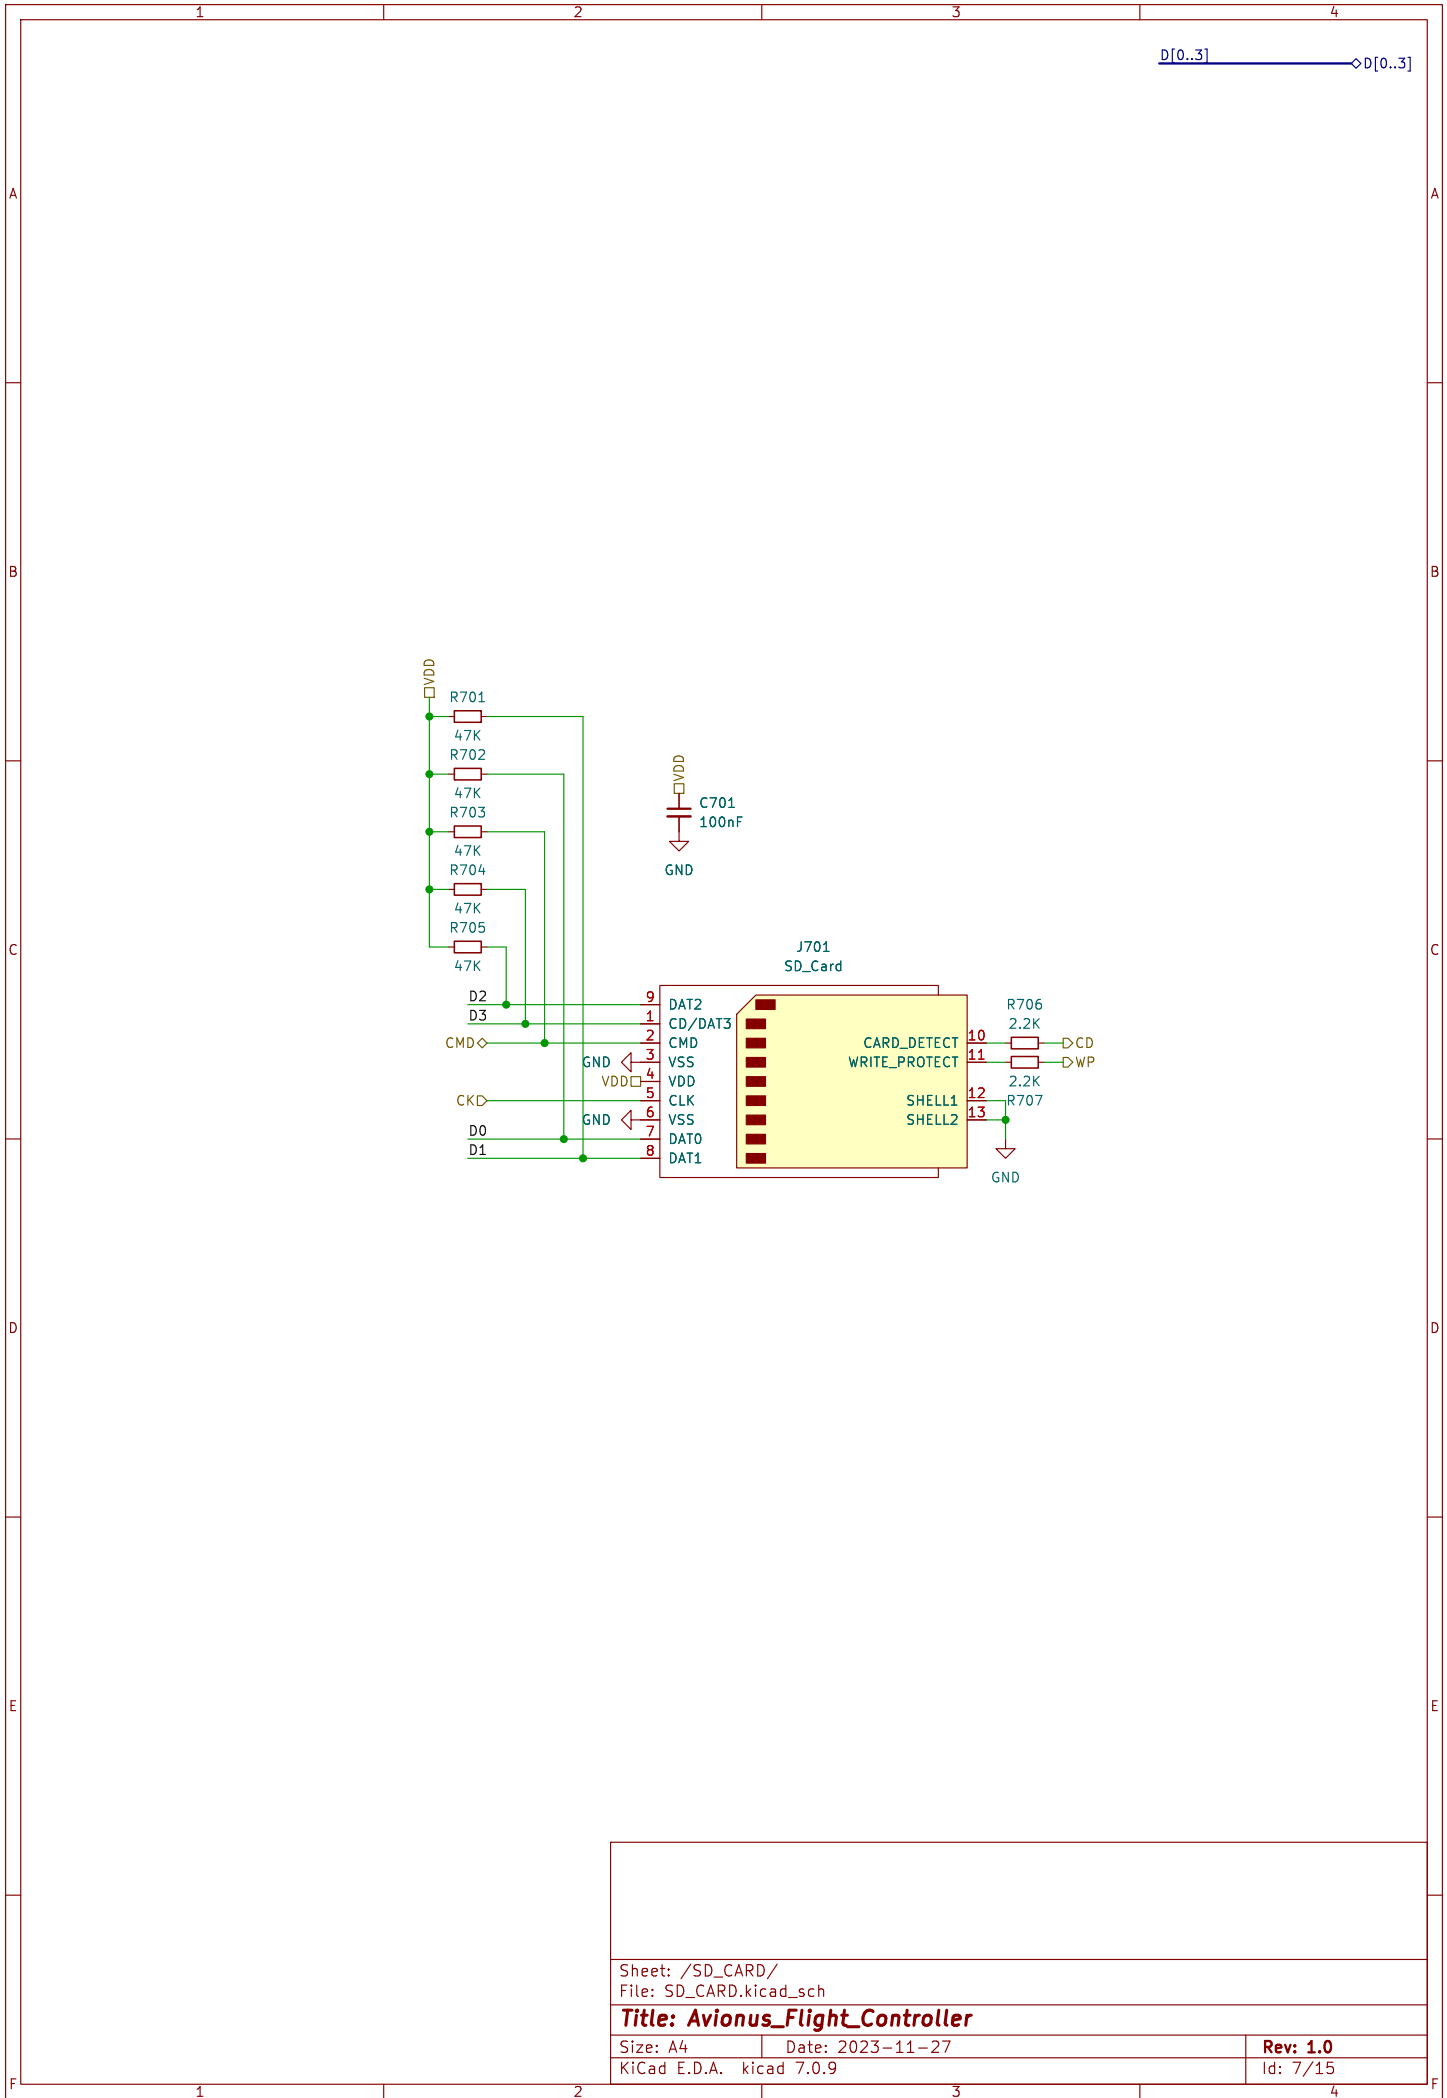 1 2 3 4
D[0..3] D[0..3]
A A
B B
VDD
R701
47K
R702
47K
R703
47K
R704
47K
R705
47K
VDD
C701
100nF
GND
C C
J701
SD_Card
D2 9 DAT2
D3 1 CD/DAT3
CMD 2 CMD
GND 3 VSS
VDD 4 VDD
CK 5 CLK
GND 6 VSS
D0 7 DAT0
D1 8 DAT1
R706
2.2K
CARD_DETECT 10 CD
WRITE_PROTECT 11 WP
2.2K
SHELL1 12 R707
SHELL2 13
GND
D D
E E
Sheet: /SD_CARD/
File: SD_CARD.kicad_sch
Title: Avionus_Flight_Controller
Size: A4 Date: 2023-11-27 Rev: 1.0
KiCad E.D.A. kicad 7.0.9 Id: 7/15
F F
1 2 3 4